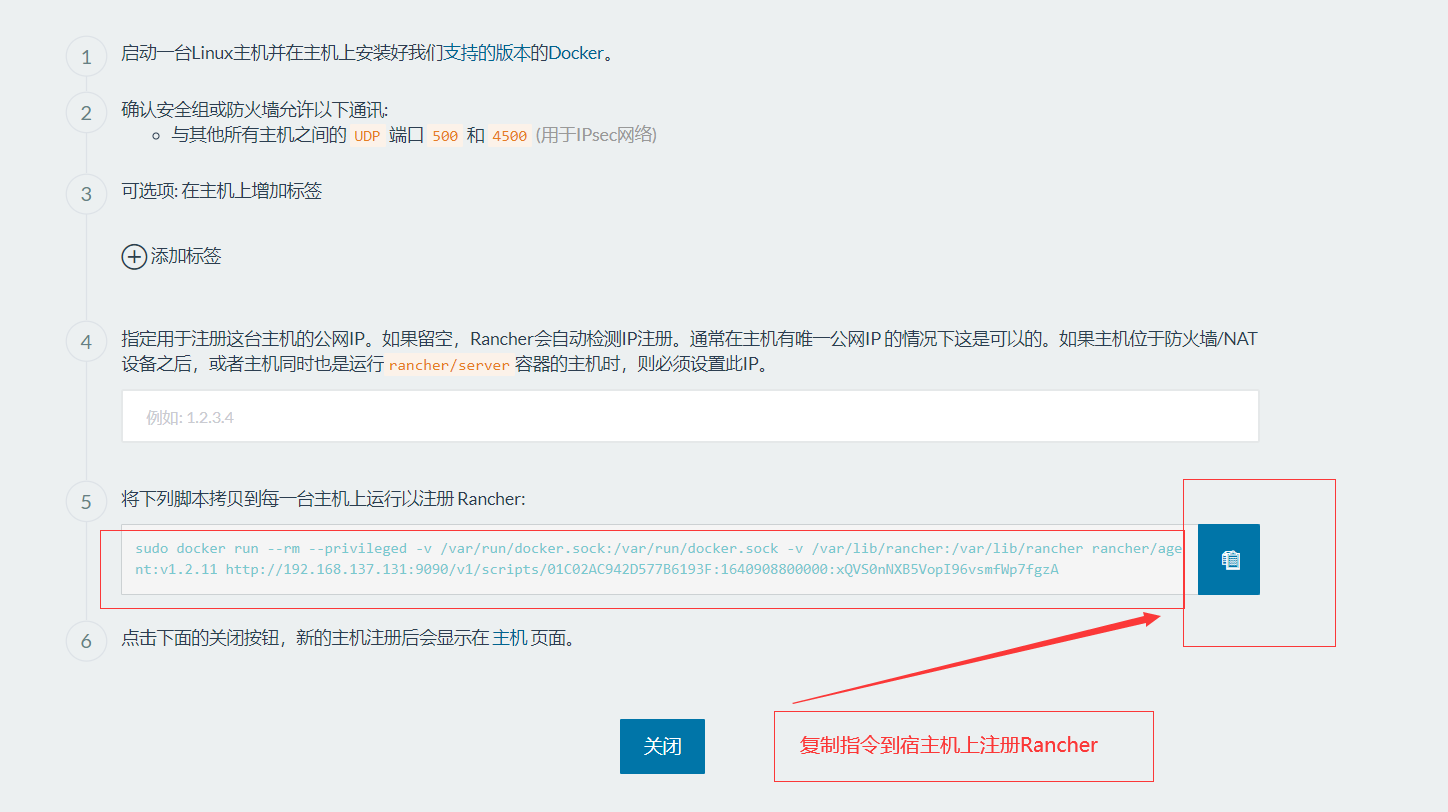 1 启动一台Linux主机并在主机上安装好我们支持的版本的Docker。
2 确认安全组或防火墙允许以下通讯:
与其他所有主机之间的 UDP 端口 500 和 4500 (用于IPsec网络)
3 可选项: 在主机上增加标签
添加标签
4 指定用于注册这台主机的公网IP。如果留空，Rancher会自动检测IP注册。通常在主机有唯一公网IP 的情况下这是可以的。如果主机位于防火墙/NAT
设备之后，或者主机同时也是运行 rancher/server 容器的主机时，则必须设置此IP。
例如: 1.2.3.4
5 将下列脚本拷贝到每一台主机上运行以注册 Rancher:
sudo docker run --rm --privileged -v /var/run/docker.sock:/var/run/docker.sock -v /var/lib/rancher:/var/lib/rancher rancher/age
nt:v1.2.11 http://192.168.137.131:9090/v1/scripts/01C02AC942D577B6193F:1640908800000:xQVS0nNXB5VopI96vsmfWp7fgzA
6 点击下面的关闭按钮，新的主机注册后会显示在 主机 页面。
关闭
复制指令到宿主机上注册Rancher